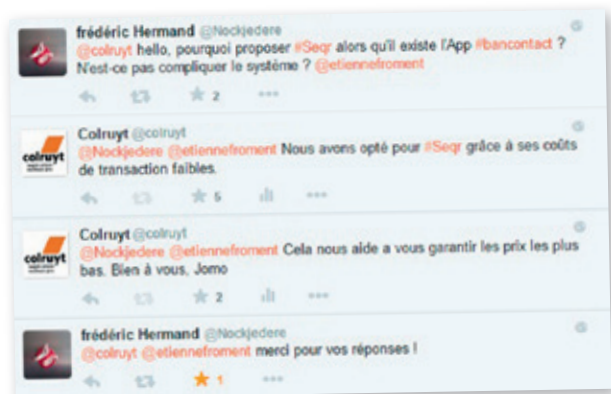 frédéric Hermand @Nockjedere
@colruyt hello, pourquoi proposer #Seqr alors qu'il existe l'App #bancontact ?
N'est-ce pas compliquer le système ? @etiennefroment
2
Colruyt @colruyt
colruyt
@Nockjedere @etiennefroment Nous avons opté pour #Seqr grâce à ses coûts
de transaction faibles.
5
Colruyt @colruyt
colruyt
@Nockjedere @etiennefroment Cela nous aide a vous garantir les prix les plus
bas. Bien à vous, Jomo
2
frédéric Hermand @Nockjedere
@colruyt @etiennefroment merci pour vos réponses !
1